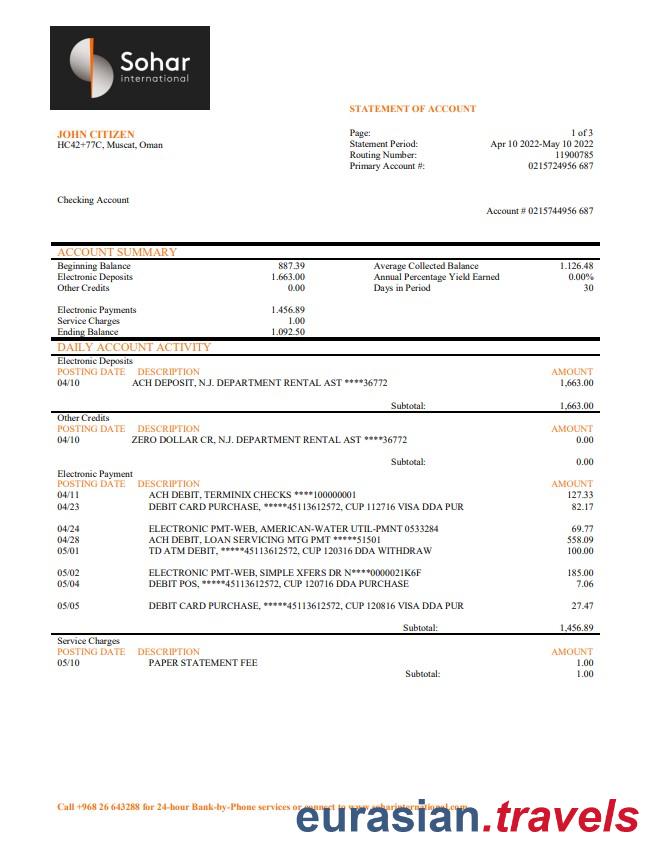 Sohar
international
STATEMENT OF ACCOUNT
JOHN CITIZEN
HC42+77C, Muscat, Oman
Page: 1 of 3
Statement Period: Apr 10 2022-May 10 2022
Routing Number: 11900785
Primary Account #: 0215724956 687
Checking Account
Account # 0215744956 687
ACCOUNT SUMMARY
Beginning Balance 887.39 Average Collected Balance 1.126.48
Electronic Deposits 1.663.00 Annual Percentage Yield Earned 0.00%
Other Credits 0.00 Days in Period 30
Electronic Payments 1.456.89
Service Charges 1.00
Ending Balance 1.092.50
DAILY ACCOUNT ACTIVITY
Electronic Deposits
POSTING DATE DESCRIPTION AMOUNT
04/10 ACH DEPOSIT, N.J. DEPARTMENT RENTAL AST ****36772 1,663.00
Subtotal: 1,663.00
Other Credits
POSTING DATE DESCRIPTION AMOUNT
04/10 ZERO DOLLAR CR, N.J. DEPARTMENT RENTAL AST ****36772 0.00
Subtotal: 0.00
Electronic Payment
POSTING DATE DESCRIPTION AMOUNT
04/11 ACH DEBIT, TERMINIX CHECKS ****100000001 127.33
04/23 DEBIT CARD PURCHASE, *****45113612572, CUP 112716 VISA DDA PUR 82.17
04/24 ELECTRONIC PMT-WEB, AMERICAN-WATER UTIL-PMNT 0533284 69.77
04/28 ACH DEBIT, LOAN SERVICING MTG PMT *****51501 558.09
05/01 TD ATM DEBIT, *****45113612572, CUP 120316 DDA WITHDRAW 100.00
05/02 ELECTRONIC PMT-WEB, SIMPLE XFERS DR N****0000021K6F 185.00
05/04 DEBIT POS, *****45113612572, CUP 120716 DDA PURCHASE 7.06
05/05 DEBIT CARD PURCHASE, *****45113612572, CUP 120816 VISA DDA PUR 27.47
Subtotal: 1,456.89
Service Charges
POSTING DATE DESCRIPTION AMOUNT
05/10 PAPER STATEMENT FEE 1.00
Subtotal: 1.00
Call +968 26 643288 for 24-hour Bank-by-Phone services or connect to www.soharinternational.com
eurasian.travels